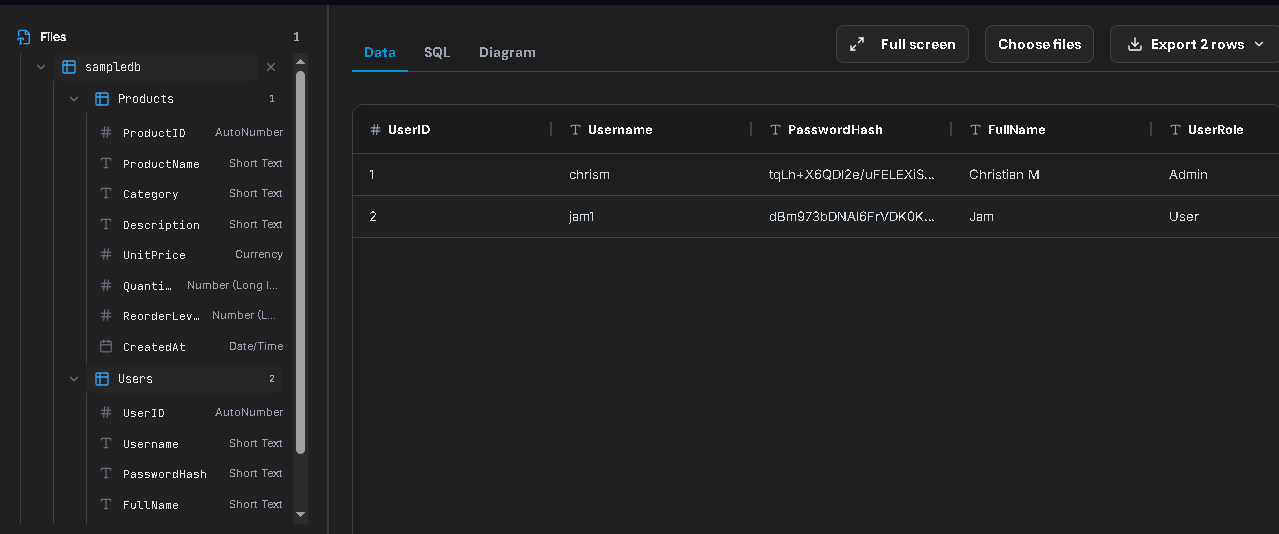 Files 1
sampledb
Products 1
ProductID AutoNumber
ProductName Short Text
Category Short Text
Description Short Text
UnitPrice Currency
Quanti… Number (Long I...
ReorderLev… Number (L...
CreatedAt Date/Time
Users 2
UserID AutoNumber
Username Short Text
PasswordHash Short Text
FullName Short Text
Data SQL Diagram
Full screen Choose files Export 2 rows
# UserID Username PasswordHash FullName UserRole
1 chrism tqLh+X6QDl2e/uFELEXiS... Christian M Admin
2 jam1 dBm973bDNAl6FrVDK0K... Jam User